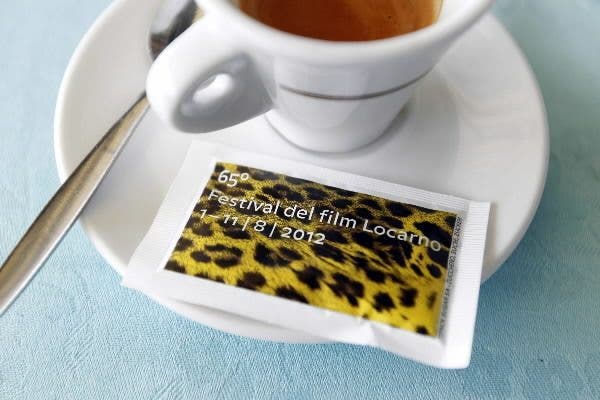 65°
Festival del film Locarno
1–11 | 8 | 2012